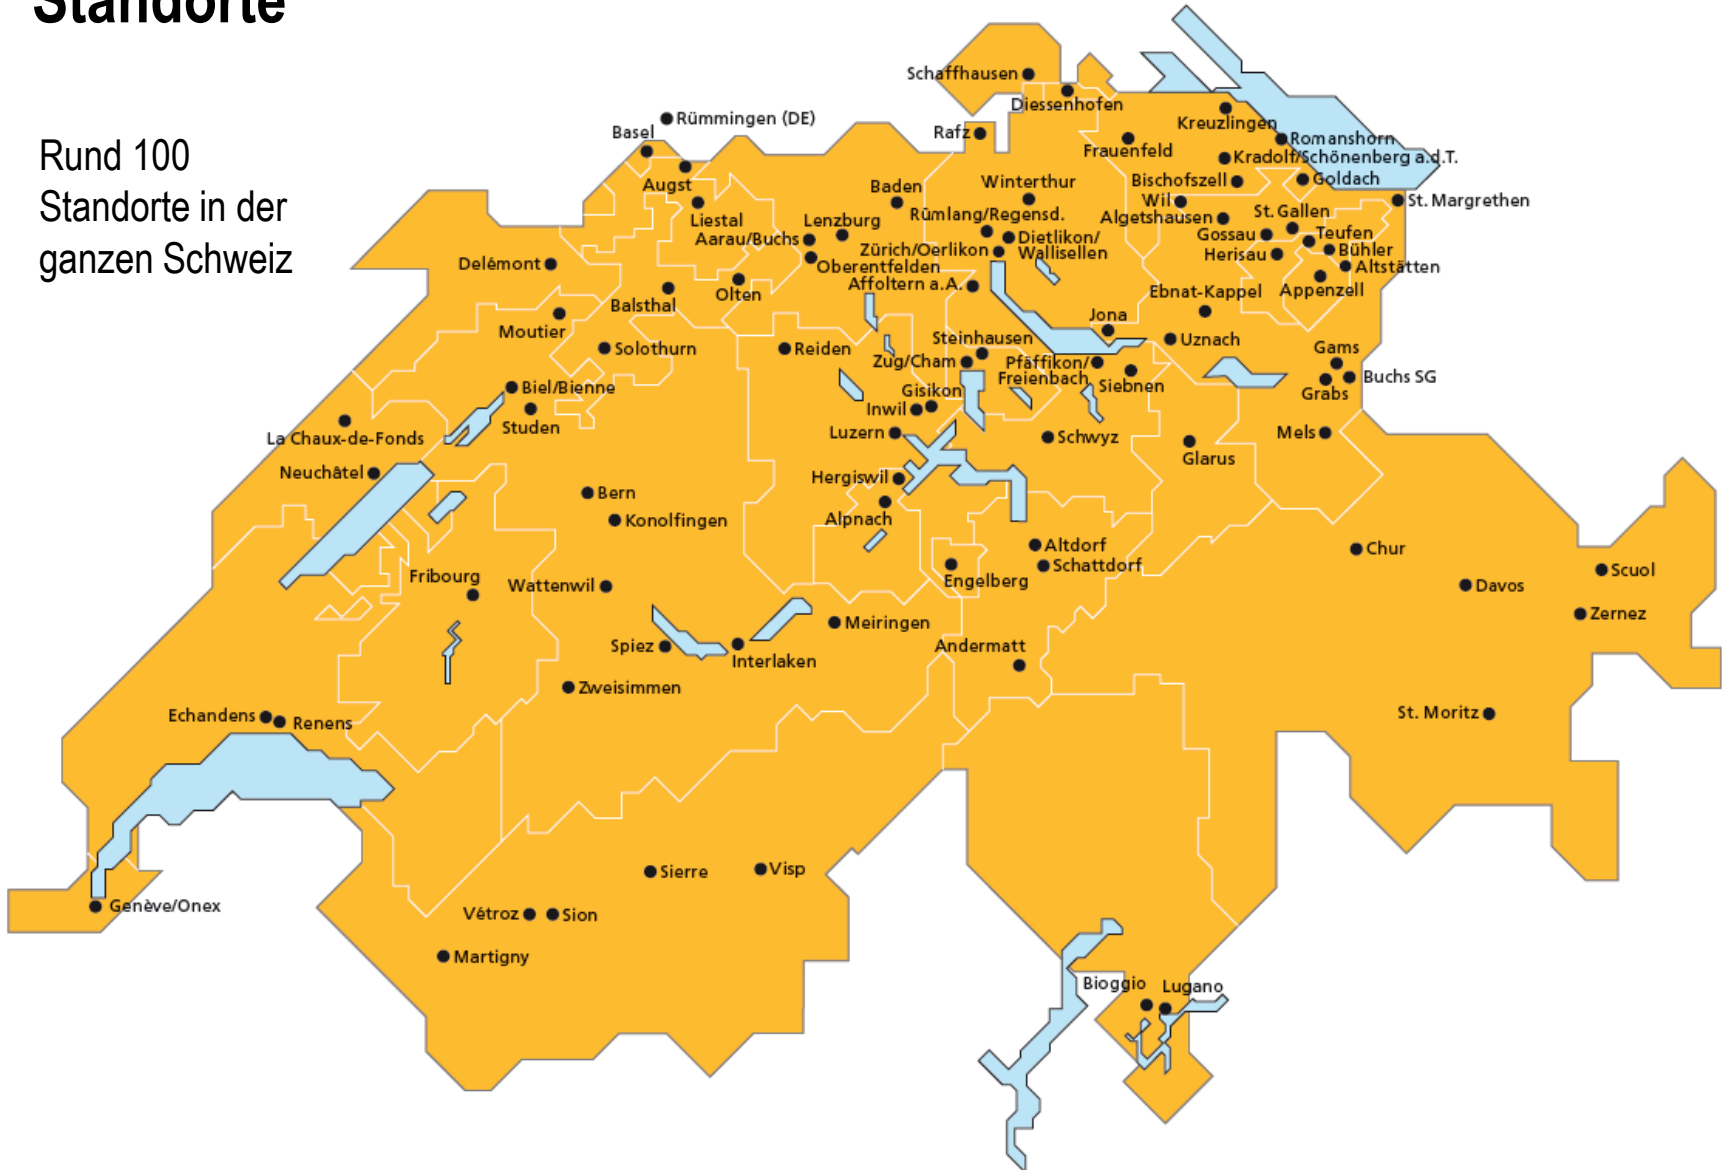 Standorte
Rund 100
Standorte in der
ganzen Schweiz
Schaffhausen
Diessenhofen
Rümmingen (DE)
Basel
Rafz
Kreuzlingen
Romanshorn
Frauenfeld
Kradolf/Schönenberg a.d.T.
Augst
Baden
Winterthur
Bischofszell
Goldach
Liestal
Lenzburg
Rümlang/Regensd.
Wil
St. Margrethen
Algetshausen
St. Gallen
Aarau/Buchs
Dietlikon/
Wallisellen
Gossau
Teufen
Zürich/Oerlikon
Bühler
Herisau
Delémont
Oberentfelden
Altstätten
Affoltern a.A.
Olten
Balsthal
Ebnat-Kappel
Appenzell
Moutier
Jona
Solothurn
Reiden
Steinhausen
Uznach
Gams
Zug/Cham
Pfäffikon/
Freienbach
Siebnen
Buchs SG
Grabs
Biel/Bienne
Gisikon
Inwil
Studen
La Chaux-de-Fonds
Luzern
Schwyz
Mels
Glarus
Neuchâtel
Hergiswil
Bern
Alpnach
Konolfingen
Altdorf
Chur
Schattdorf
Engelberg
Fribourg
Wattenwil
Scuol
Davos
Zernez
Meiringen
Spiez
Interlaken
Andermatt
Zweisimmen
St. Moritz
Echandens
Renens
Sierre
Visp
Genève/Onex
Vétroz
Sion
Martigny
Bioggio
Lugano